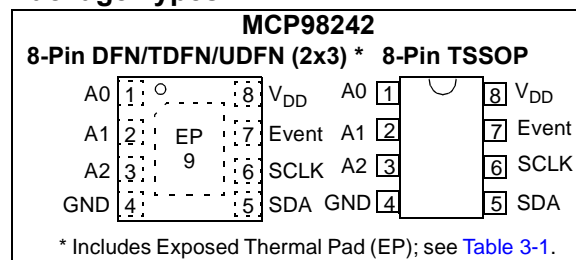 MCP98242
8-Pin DFN/TDFN/UDFN (2x3) * 8-Pin TSSOP
A0 1 8 VDD A0 1 8 VDD
A1 2 EP 7 Event A1 2 7 Event
A2 3 9 6 SCLK A2 3 6 SCLK
GND 4 5 SDA GND 4 5 SDA
* Includes Exposed Thermal Pad (EP); see Table 3-1.